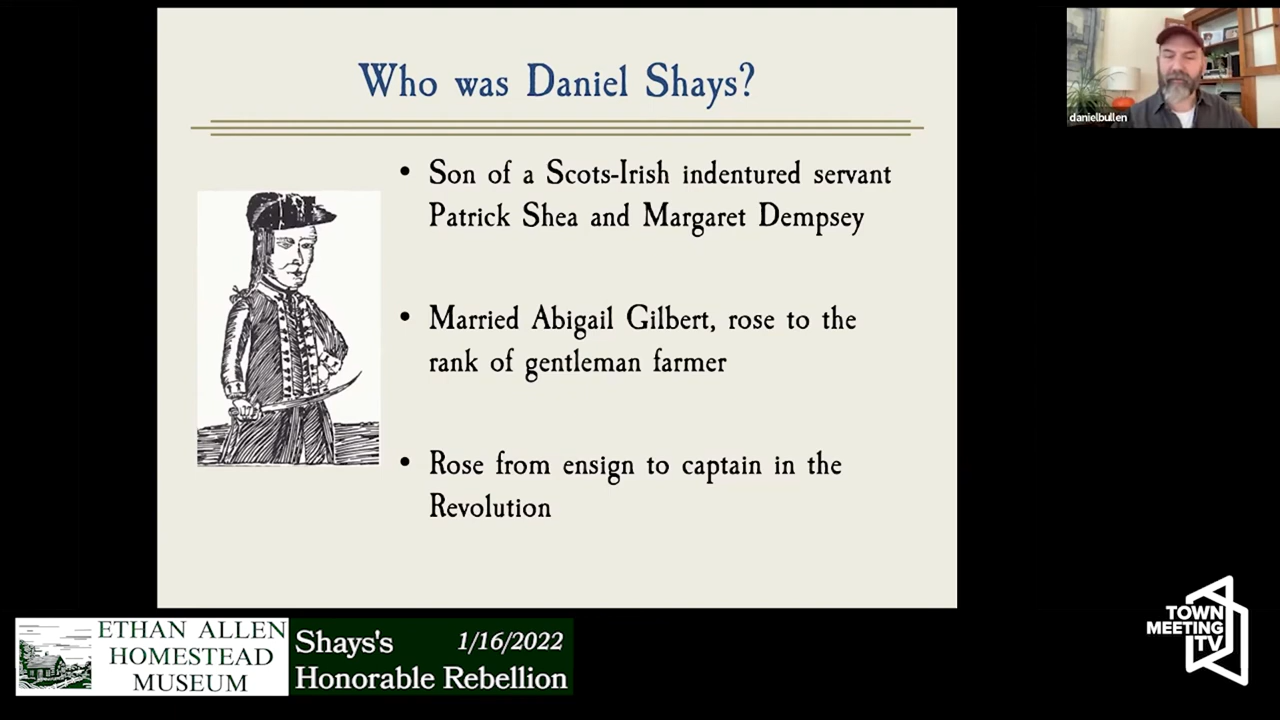 Who was Daniel Shays?
• Son of a Scots-Irish indentured servant
Patrick Shea and Margaret Dempsey
• Married Abigail Gilbert, rose to the
rank of gentleman farmer
• Rose from ensign to captain in the
Revolution
danielbullen
ETHAN ALLEN
HOMESTEAD
MUSEUM
Shays's 1/16/2022
Honorable Rebellion
TOWN
MEETING
TV